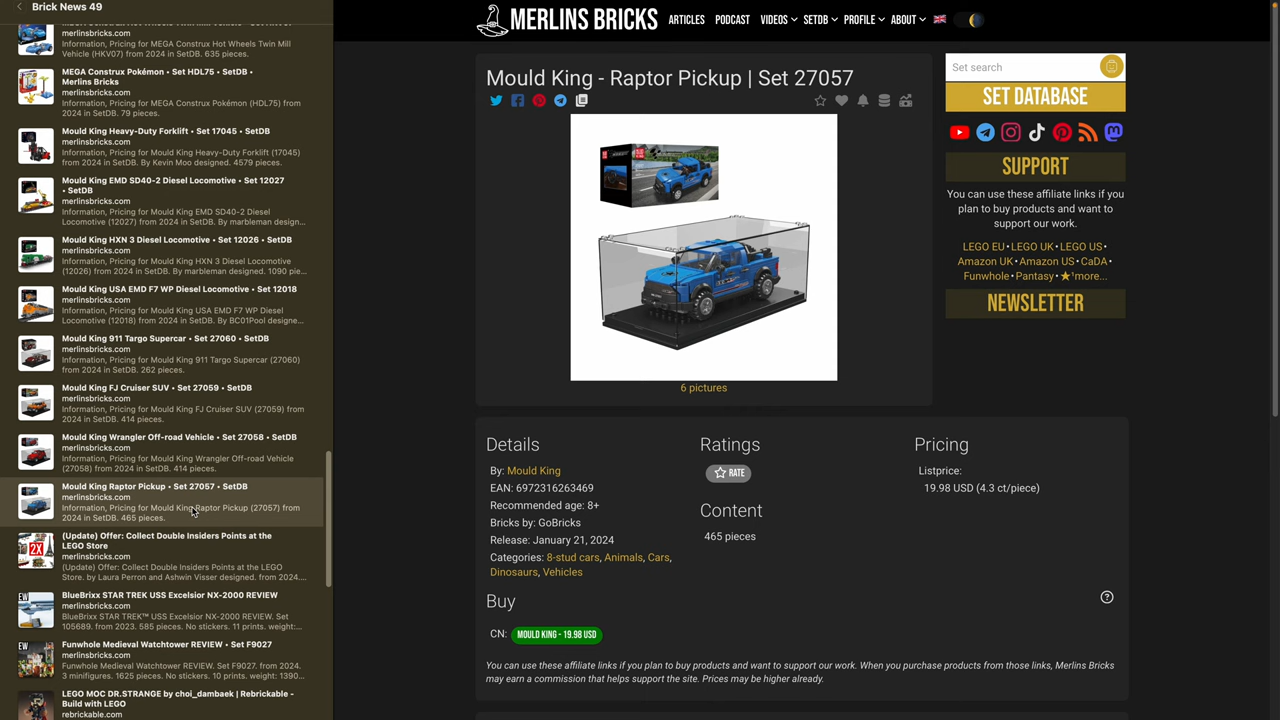 Brick News 49
merlinsbricks.com
Information, Pricing for MEGA Construx Hot Wheels Twin Mill
Vehicle (HKV07) from 2024 in SetDB. 635 pieces.
MEGA Construx Pokémon • Set HDL75 • SetDB •
Merlins Bricks
merlinsbricks.com
Information, Pricing for MEGA Construx Pokémon (HDL75) from
2024 in SetDB. 79 pieces.
Mould King Heavy-Duty Forklift • Set 17045 • SetDB
merlinsbricks.com
Information, Pricing for Mould King Heavy-Duty Forklift (17045)
from 2024 in SetDB. By Kevin Moo designed. 4579 pieces.
Mould King EMD SD40-2 Diesel Locomotive • Set 12027
• SetDB
merlinsbricks.com
Information, Pricing for Mould King EMD SD40-2 Diesel
Locomotive (12027) from 2024 in SetDB. By marbleman design...
Mould King HXN 3 Diesel Locomotive • Set 12026 • SetDB
merlinsbricks.com
Information, Pricing for Mould King HXN 3 Diesel Locomotive
(12026) from 2024 in SetDB. By marbleman designed. 1090 pie...
Mould King USA EMD F7 WP Diesel Locomotive • Set 12018
merlinsbricks.com
Information, Pricing for Mould King USA EMD F7 WP Diesel
Locomotive (12018) from 2024 in SetDB. By BC01Pool designe...
Mould King 911 Targo Supercar • Set 27060 • SetDB
merlinsbricks.com
Information, Pricing for Mould King 911 Targo Supercar (27060)
from 2024 in SetDB. 262 pieces.
Mould King FJ Cruiser SUV • Set 27059 • SetDB
merlinsbricks.com
Information, Pricing for Mould King FJ Cruiser SUV (27059) from
2024 in SetDB. 414 pieces.
Mould King Wrangler Off-road Vehicle • Set 27058 • SetDB
merlinsbricks.com
Information, Pricing for Mould King Wrangler Off-road Vehicle
(27058) from 2024 in SetDB. 414 pieces.
Mould King Raptor Pickup • Set 27057 • SetDB
merlinsbricks.com
Information, Pricing for Mould King Raptor Pickup (27057) from
2024 in SetDB. 465 pieces.
(Update) Offer: Collect Double Insiders Points at the
LEGO Store
merlinsbricks.com
(Update) Offer: Collect Double Insiders Points at the LEGO
Store. by Laura Perron and Ashwin Visser designed. from 2024....
2X
BlueBrixx STAR TREK USS Excelsior NX-2000 REVIEW
merlinsbricks.com
BlueBrixx STAR TREK™ USS Excelsior NX-2000 REVIEW. Set
105689. from 2023. 585 pieces. No stickers. 11 prints. weight:...
Funwhole Medieval Watchtower REVIEW • Set F9027
merlinsbricks.com
Funwhole Medieval Watchtower REVIEW. Set F9027. from 2024.
3 minifigures. 1625 pieces. No stickers. 10 prints. weight: 1390...
LEGO MOC DR.STRANGE by choi_dambaek | Rebrickable -
Build with LEGO
rebrickable.com
MERLINS BRICKS
ARTICLES
PODCAST
VIDEOS
SETDB
PROFILE
ABOUT
Mould King - Raptor Pickup | Set 27057
6 pictures
Set search
SET DATABASE
SUPPORT
You can use these affiliate links if you
plan to buy products and want to
support our work.
LEGO EU • LEGO UK • LEGO US •
Amazon UK • Amazon US • CaDA •
Funwhole • Pantasy • ★¹more...
NEWSLETTER
Details
By: Mould King
EAN: 6972316263469
Recommended age: 8+
Bricks by: GoBricks
Release: January 21, 2024
Categories: 8-stud cars, Animals, Cars,
Dinosaurs, Vehicles
Ratings
RATE
Content
465 pieces
Pricing
Listprice:
19.98 USD (4.3 ct/piece)
Buy
CN: MOULD KING - 19.98 USD
You can use these affiliate links if you plan to buy products and want to support our work. When you purchase products from those links, Merlins Bricks
may earn a commission that helps support the site. Prices may be higher already.